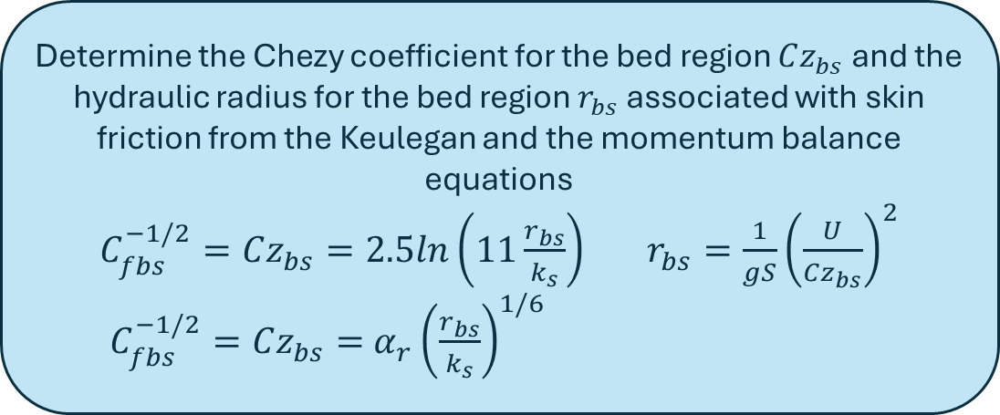 Determine the Chezy coefficient for the bed region $Cz_{bs}$ and the
hydraulic radius for the bed region $r_{bs}$ associated with skin
friction from the Keulegan and the momentum balance
equations
$C_{fbs}^{-1/2} = Cz_{bs} = 2.5ln\left(11\frac{r_{bs}}{k_s}\right)$ $r_{bs} = \frac{1}{gS}\left(\frac{U}{Cz_{bs}}\right)^2$
$C_{fbs}^{-1/2} = Cz_{bs} = \alpha_r\left(\frac{r_{bs}}{k_s}\right)^{1/6}$